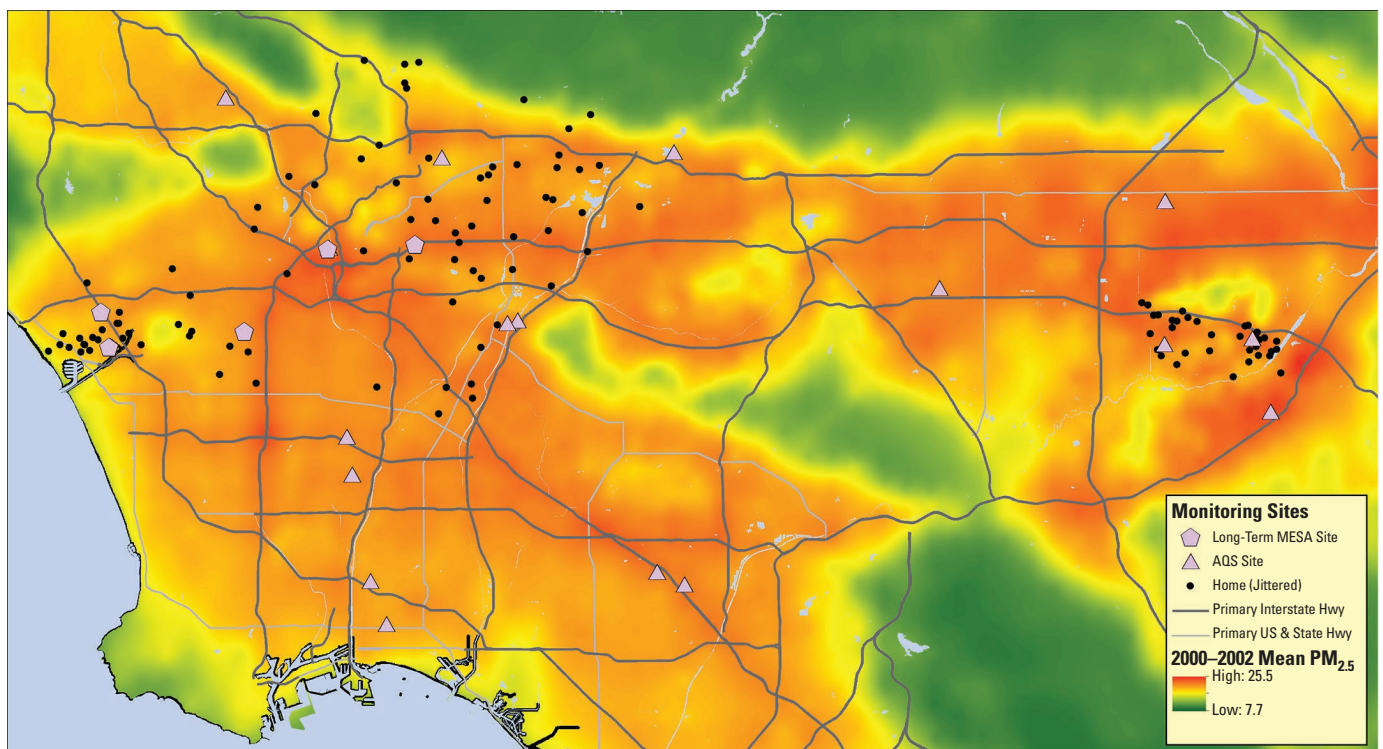 Monitoring Sites
Long-Term MESA Site
AQS Site
Home (Jittered)
Primary Interstate Hwy
Primary US & State Hwy
2000–2002 Mean PM2.5
High: 25.5
Low: 7.7